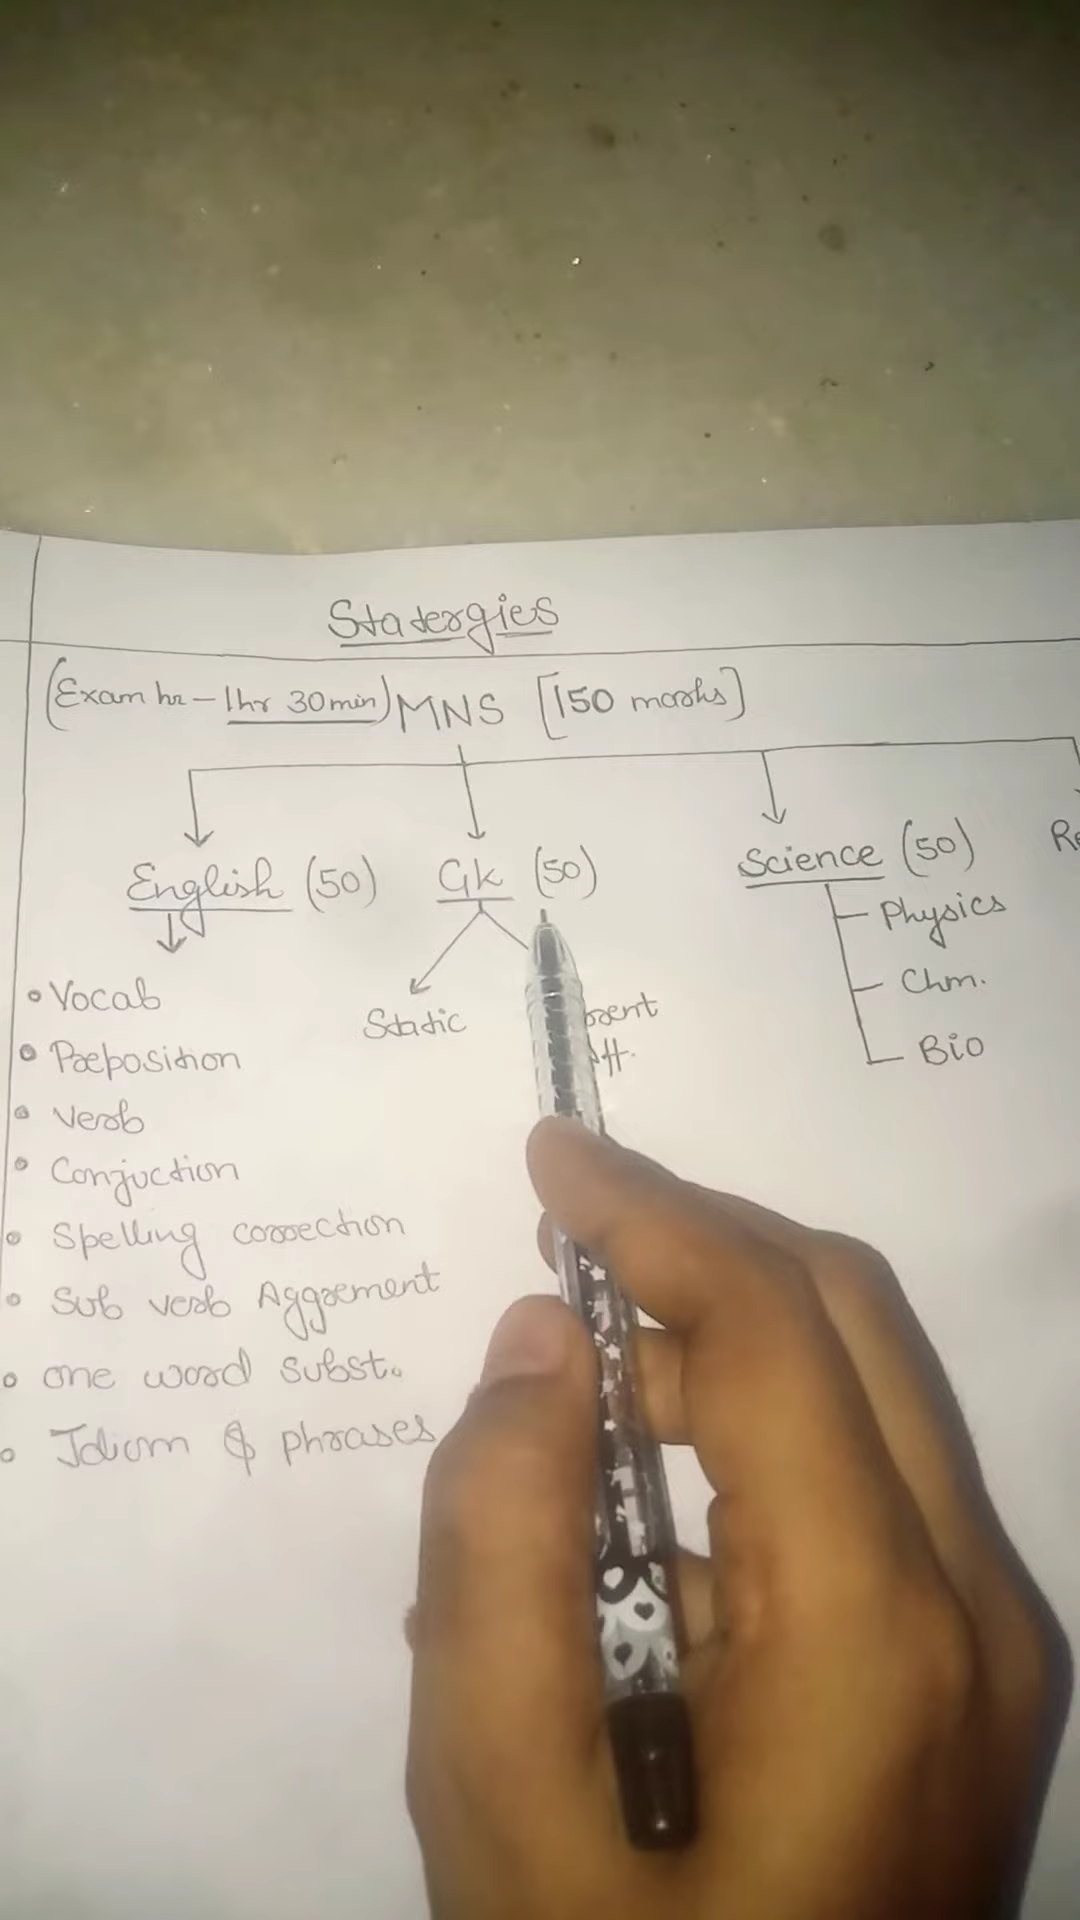 Statergies
(Exam hr - 1hr 30min) MNS [150 marks]
English (50)
Gk (50)
Science (50)
Static
Physics
Chm.
Bio
• Vocab
• Preposition
• Verb
• Conjuction
• Spelling correction
• Sub verb Aggrement
• one word subst.
• Idiom & phrases